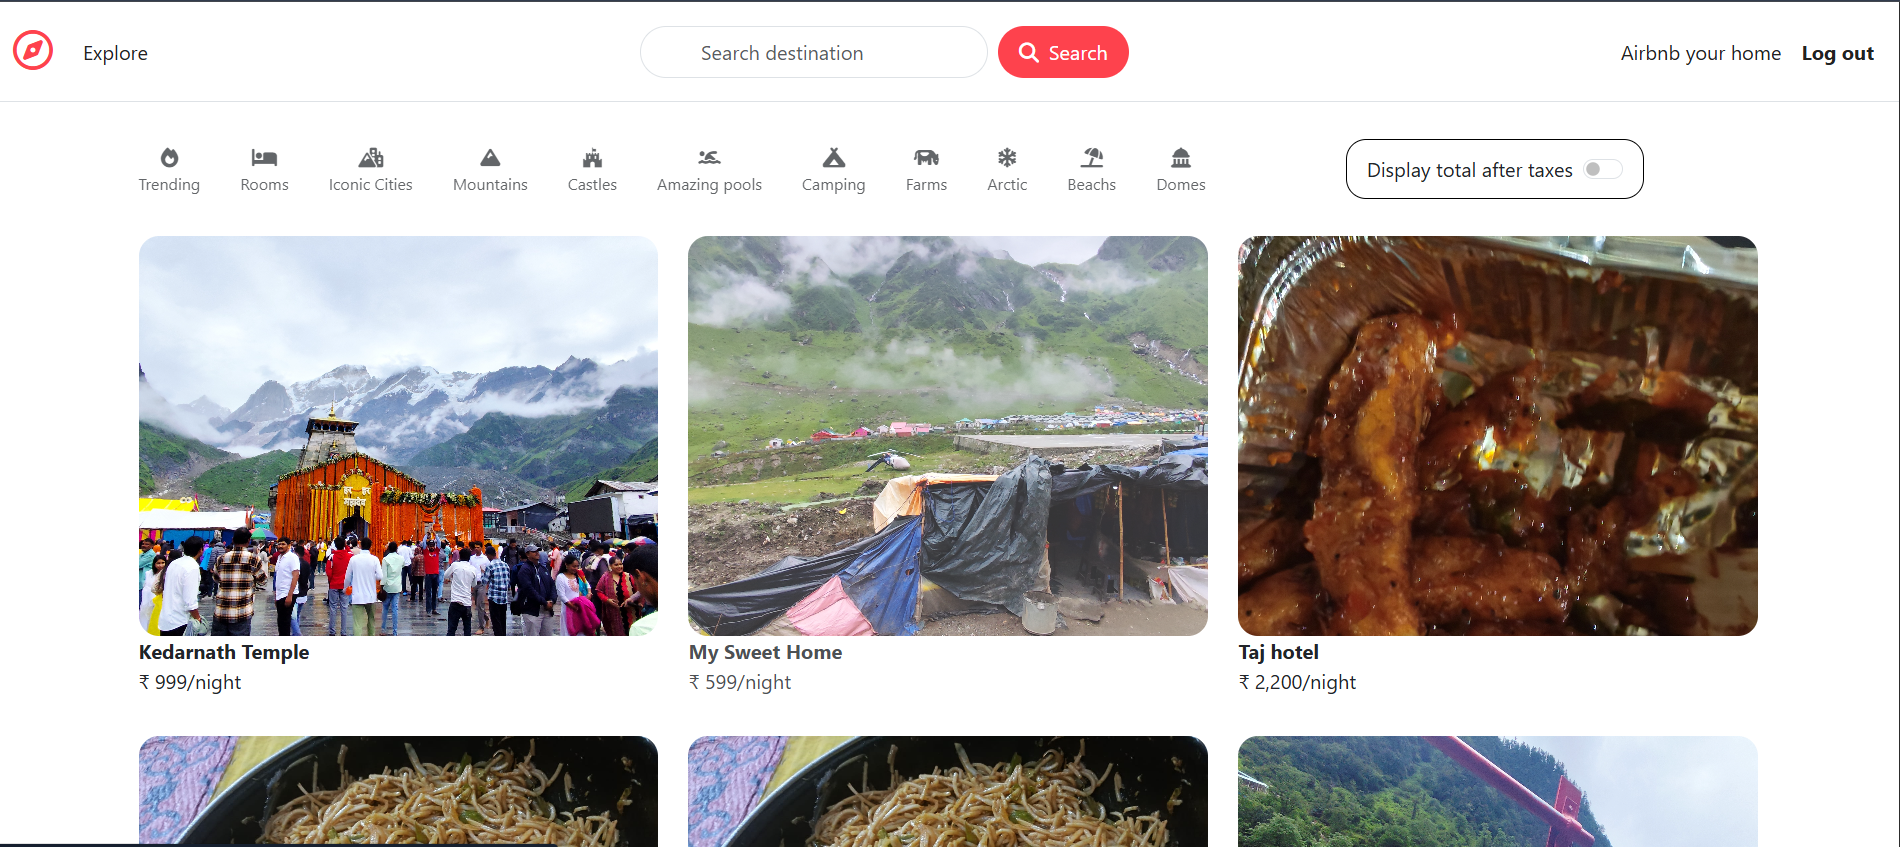 Explore
Search destination
Search
Airbnb your home
Log out
Trending
Rooms
Iconic Cities
Mountains
Castles
Amazing pools
Camping
Farms
Arctic
Beachs
Domes
Display total after taxes
Kedarnath Temple
₹ 999/night
My Sweet Home
₹ 599/night
Taj hotel
₹ 2,200/night